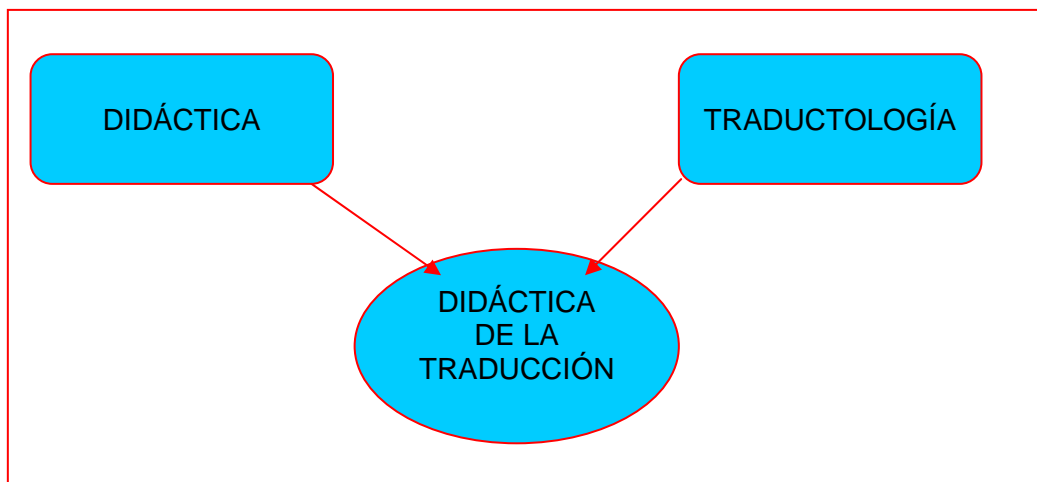 DIDÁCTICA
TRADUCTOLOGÍA
DIDÁCTICA
DE LA
TRADUCCIÓN